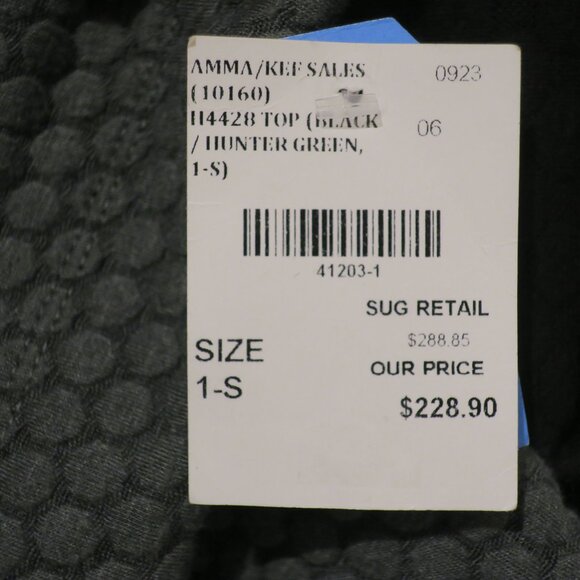 AMMA/KEF SALES 0923
(10160)
H4428 TOP (BLACK 06
/ HUNTER GREEN,
1-S)
41203-1
SUG RETAIL
$288.85
SIZE OUR PRICE
1-S $228.90